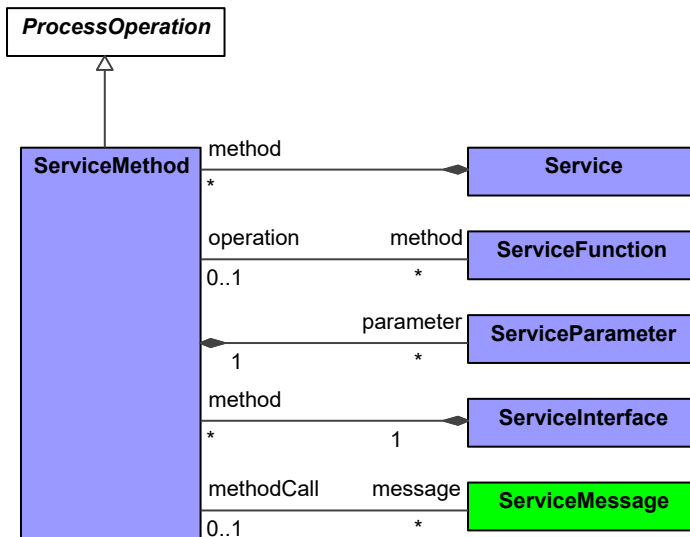 ProcessOperation
ServiceMethod
method
*
Service
operation
method
0..1
*
ServiceFunction
parameter
1
*
ServiceParameter
method
*
1
ServiceInterface
methodCall
message
0..1
*
ServiceMessage